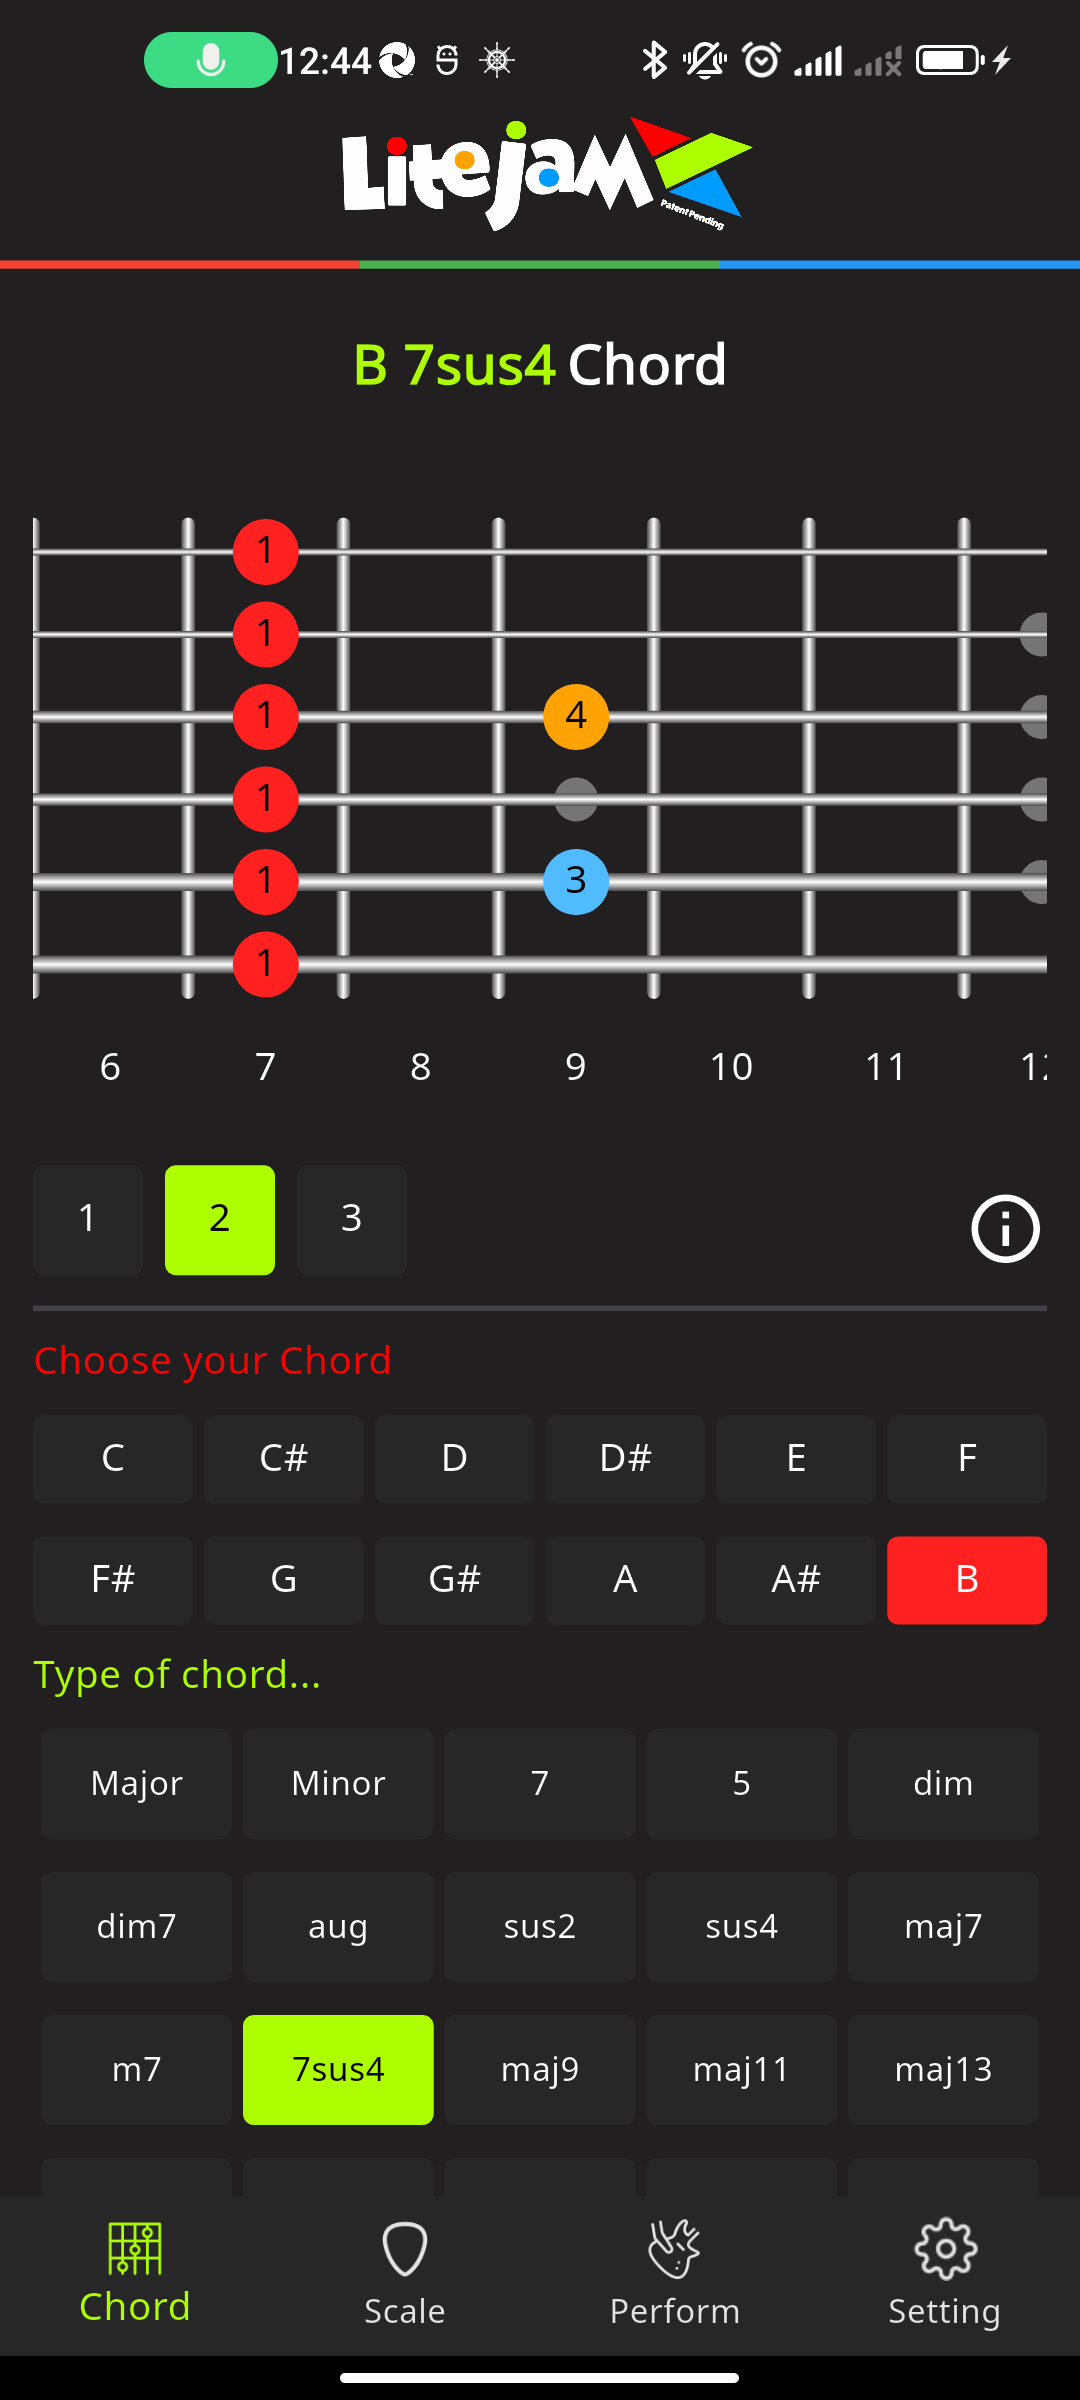 12:44
LitejaM
Patent Pending
B 7sus4 Chord
1
1
1 4
1
1 3
1
6 7 8 9 10 11 12
1 2 3
Choose your Chord
C C# D D# E F
F# G G# A A# B
Type of chord...
Major Minor 7 5 dim
dim7 aug sus2 sus4 maj7
m7 7sus4 maj9 maj11 maj13
Chord Scale Perform Setting